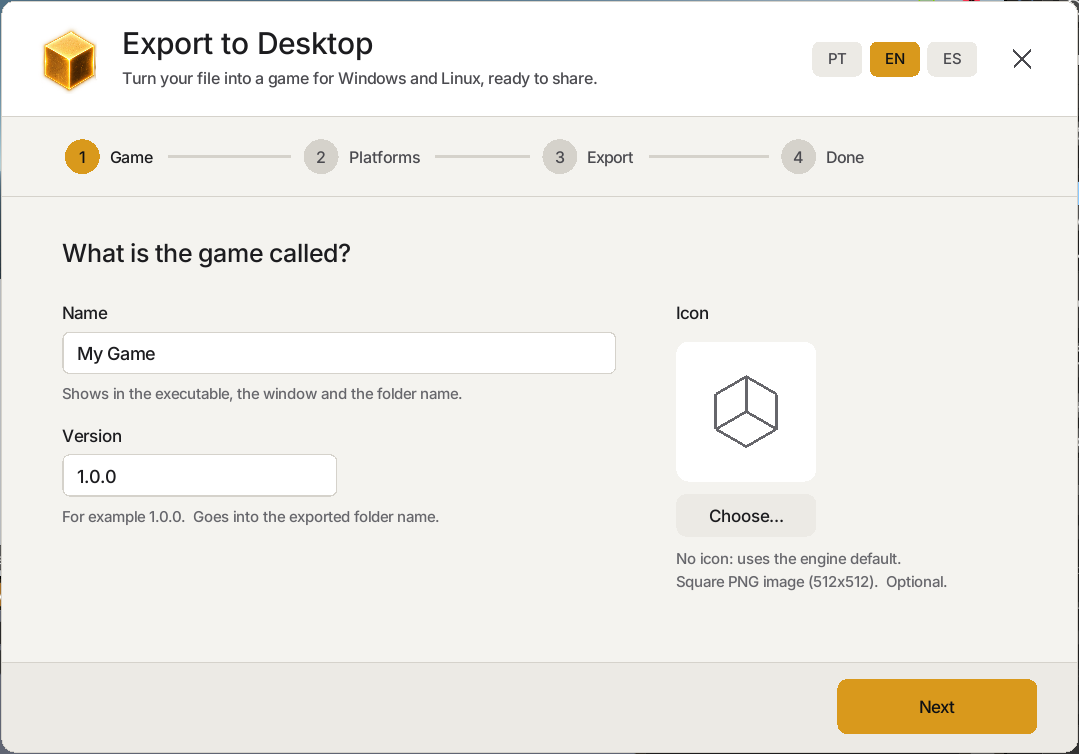 Export to Desktop
Turn your file into a game for Windows and Linux, ready to share.
PT EN ES
1 Game 2 Platforms 3 Export 4 Done
What is the game called?
Name
My Game
Shows in the executable, the window and the folder name.
Version
1.0.0
For example 1.0.0. Goes into the exported folder name.
Icon
Choose...
No icon: uses the engine default.
Square PNG image (512x512). Optional.
Next